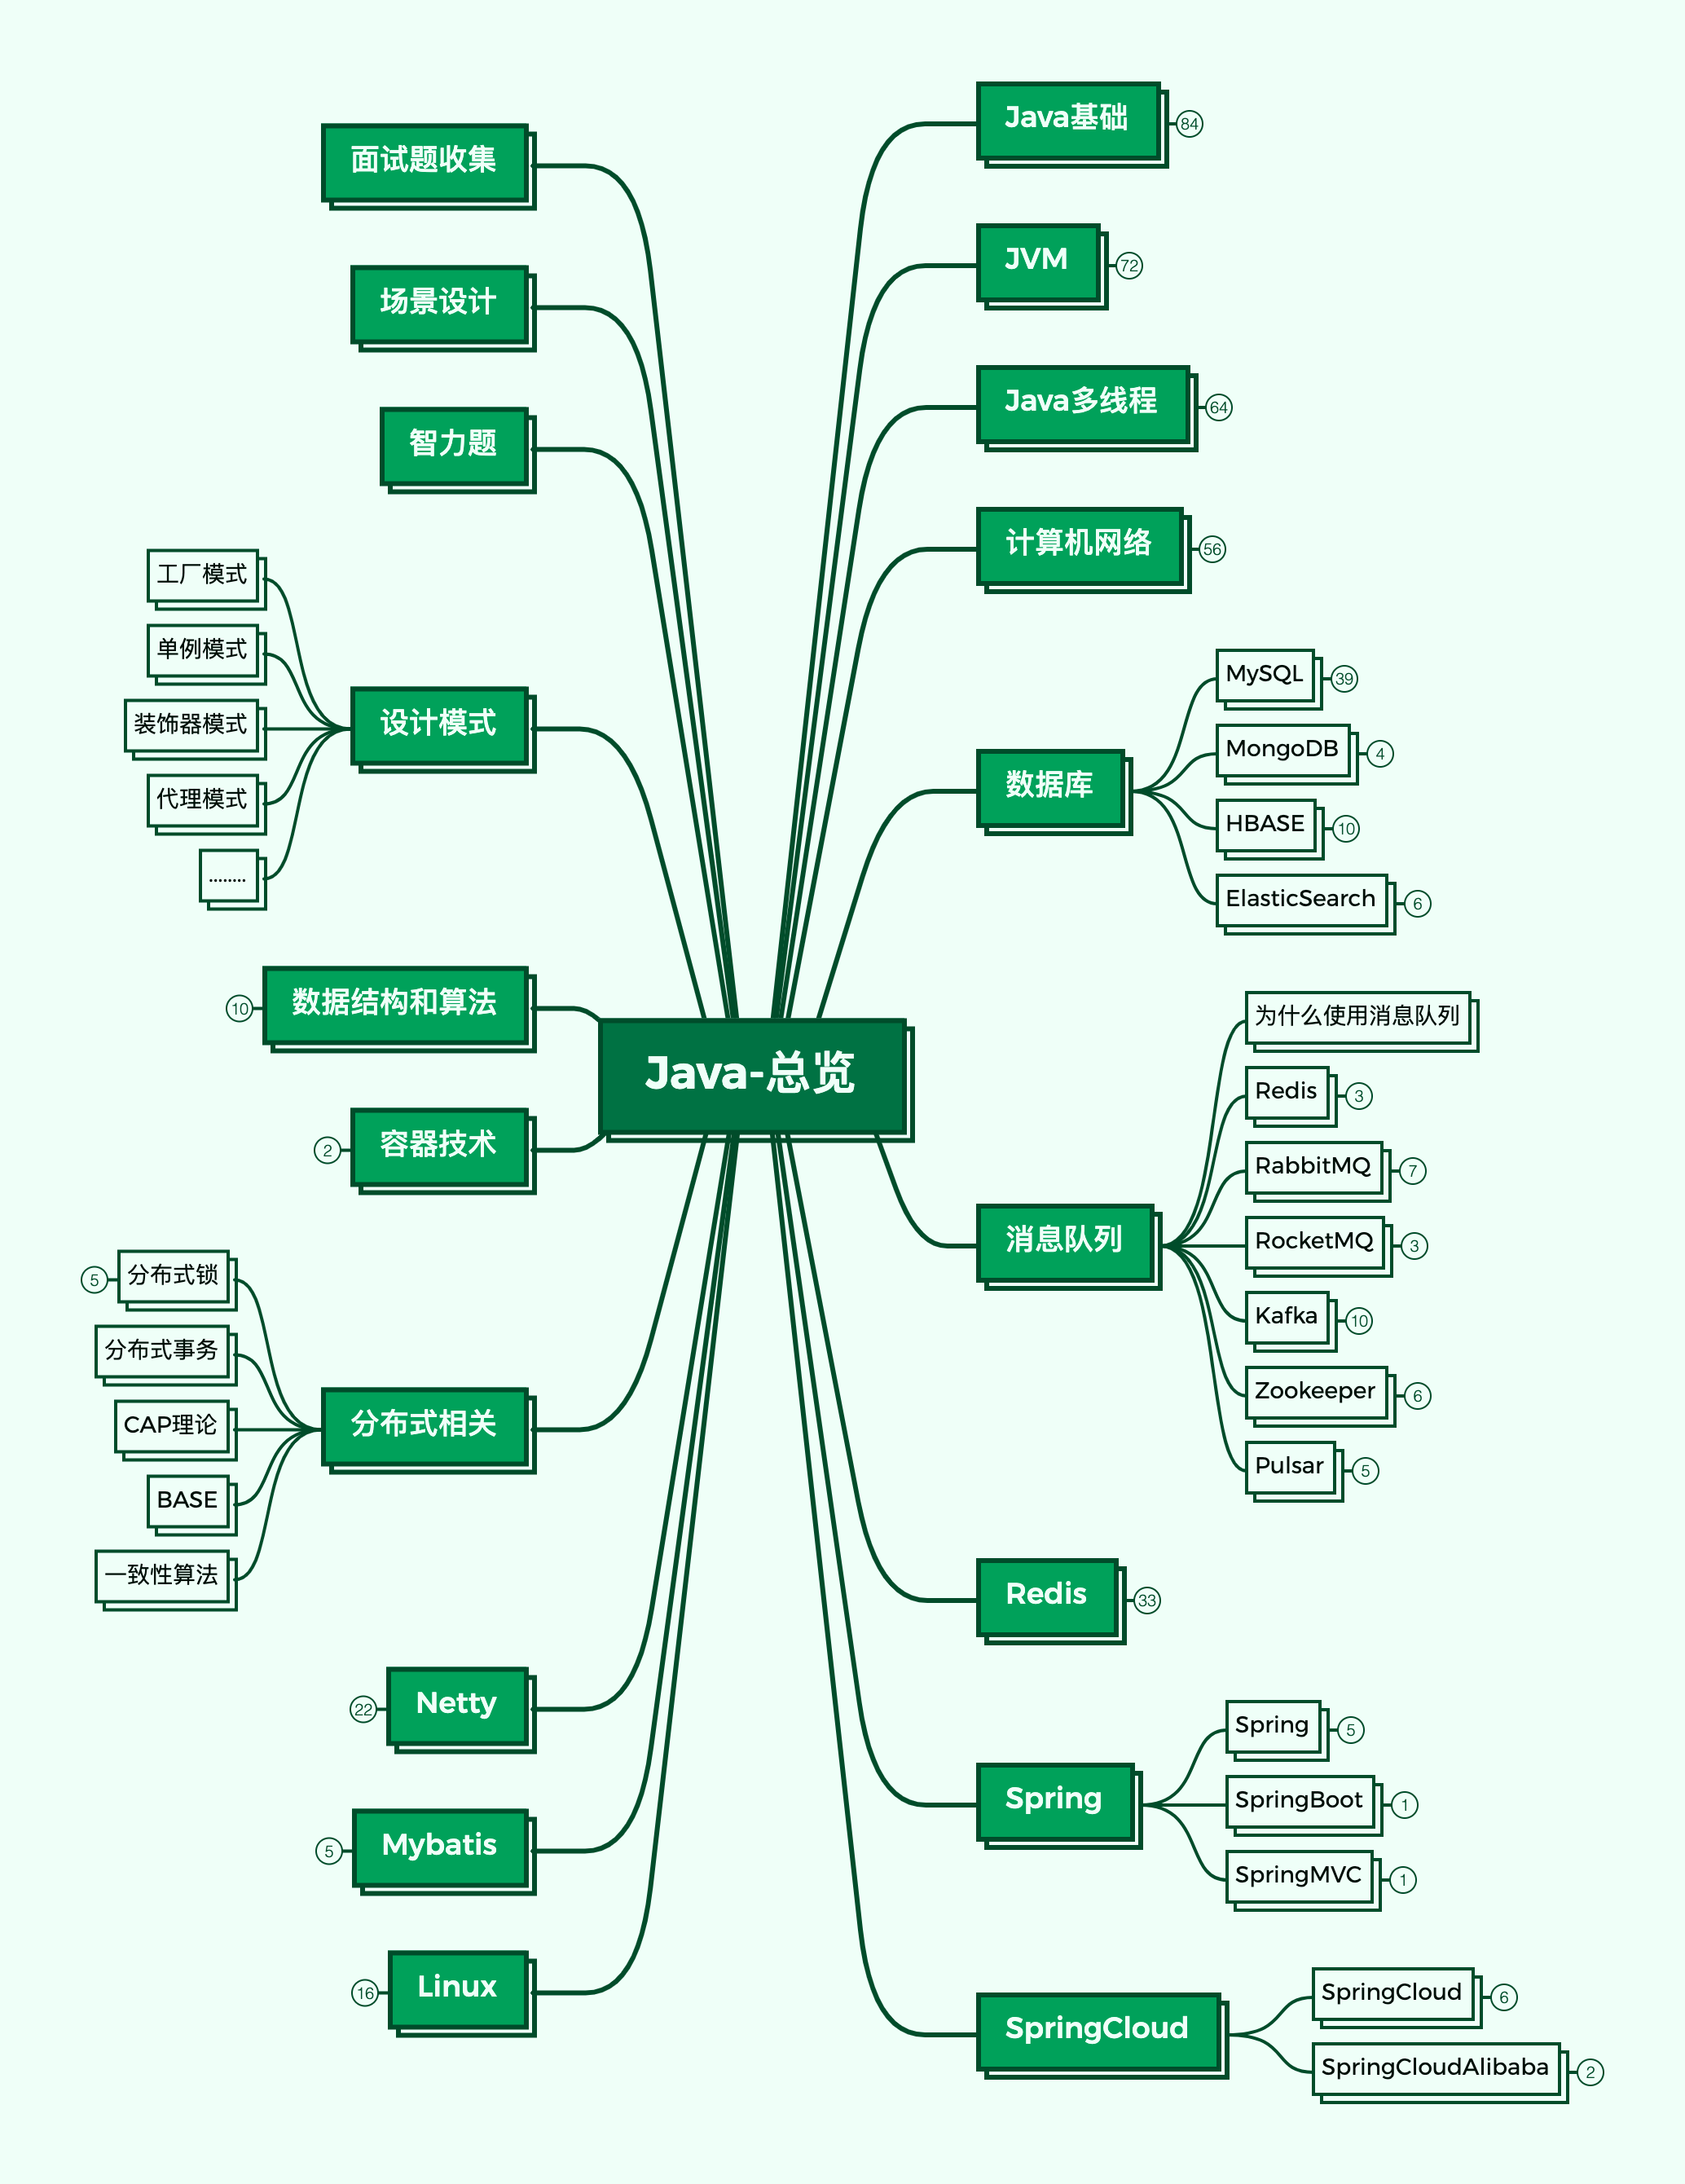 Java-总览
Java基础
84
JVM
72
Java多线程
64
计算机网络
56
数据库
MySQL
39
MongoDB
4
HBASE
10
ElasticSearch
6
消息队列
为什么使用消息队列
Redis
3
RabbitMQ
7
RocketMQ
3
Kafka
10
Zookeeper
6
Pulsar
5
Redis
33
Spring
Spring
5
SpringBoot
1
SpringMVC
1
SpringCloud
SpringCloud
6
SpringCloudAlibaba
2
面试题收集
场景设计
智力题
设计模式
工厂模式
单例模式
装饰器模式
代理模式
........
数据结构和算法
10
容器技术
2
分布式相关
分布式锁
5
分布式事务
CAP理论
BASE
一致性算法
Netty
22
Mybatis
5
Linux
16